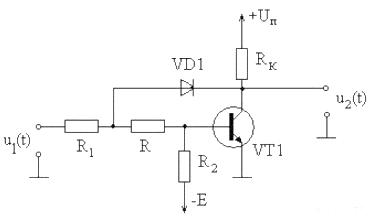 +Uп
VD1
Rк
u1(t)
R1
R
R2
VT1
u2(t)
-E